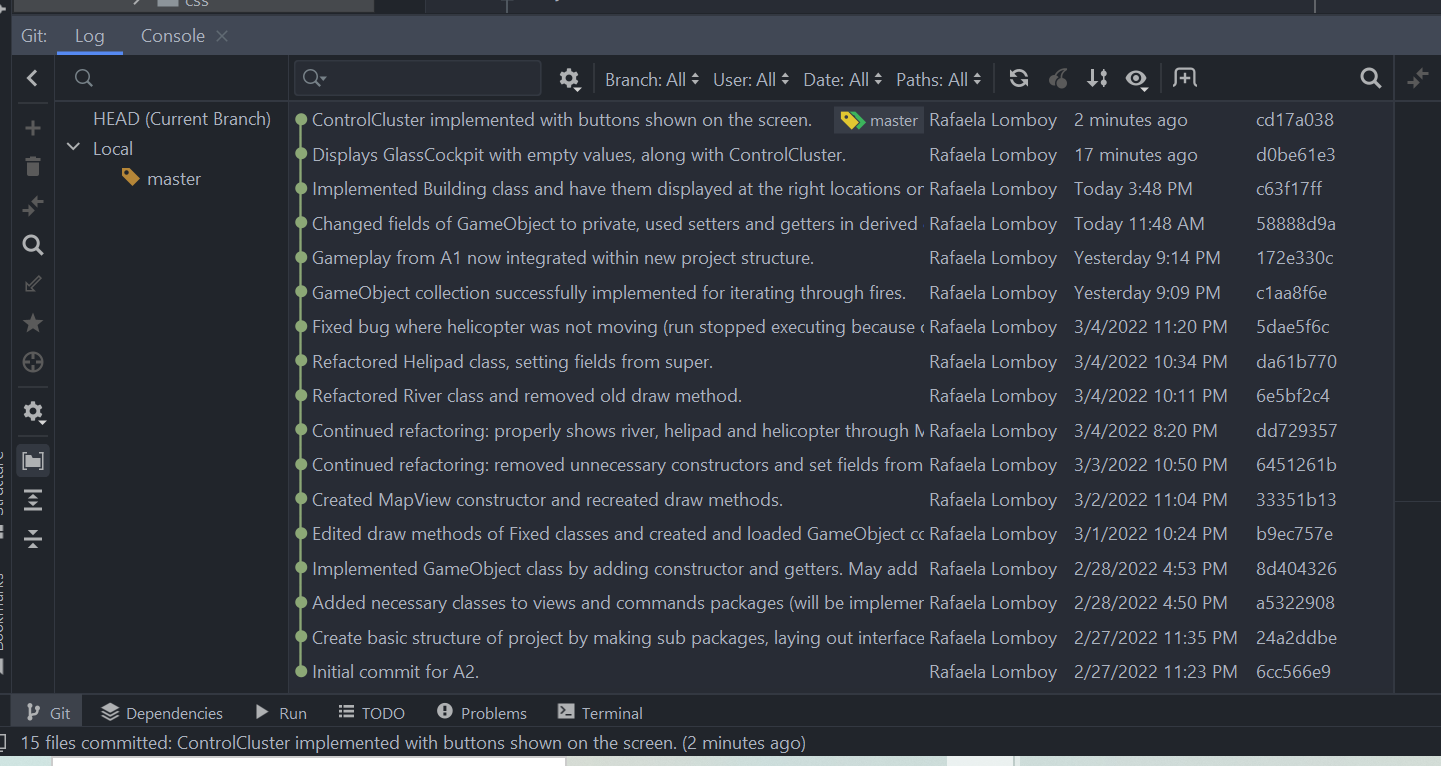 css
Git: Log Console
Branch: All User: All Date: All Paths: All
HEAD (Current Branch)
Local
master
ControlCluster implemented with buttons shown on the screen. master Rafaela Lomboy 2 minutes ago cd17a038
Displays GlassCockpit with empty values, along with ControlCluster. Rafaela Lomboy 17 minutes ago d0be61e3
Implemented Building class and have them displayed at the right locations or Rafaela Lomboy Today 3:48 PM c63f17ff
Changed fields of GameObject to private, used setters and getters in derived Rafaela Lomboy Today 11:48 AM 58888d9a
Gameplay from A1 now integrated within new project structure. Rafaela Lomboy Yesterday 9:14 PM 172e330c
GameObject collection successfully implemented for iterating through fires. Rafaela Lomboy Yesterday 9:09 PM c1aa8f6e
Fixed bug where helicopter was not moving (run stopped executing because Rafaela Lomboy 3/4/2022 11:20 PM 5dae5f6c
Refactored Helipad class, setting fields from super. Rafaela Lomboy 3/4/2022 10:34 PM da61b770
Refactored River class and removed old draw method. Rafaela Lomboy 3/4/2022 10:11 PM 6e5bf2c4
Continued refactoring: properly shows river, helipad and helicopter through M Rafaela Lomboy 3/4/2022 8:20 PM dd729357
Continued refactoring: removed unnecessary constructors and set fields from Rafaela Lomboy 3/3/2022 10:50 PM 6451261b
Created MapView constructor and recreated draw methods. Rafaela Lomboy 3/2/2022 11:04 PM 33351b13
Edited draw methods of Fixed classes and created and loaded GameObject cc Rafaela Lomboy 3/1/2022 10:24 PM b9ec757e
Implemented GameObject class by adding constructor and getters. May add Rafaela Lomboy 2/28/2022 4:53 PM 8d404326
Added necessary classes to views and commands packages (will be implemer Rafaela Lomboy 2/28/2022 4:50 PM a5322908
Create basic structure of project by making sub packages, laying out interface Rafaela Lomboy 2/27/2022 11:35 PM 24a2ddbe
Initial commit for A2. Rafaela Lomboy 2/27/2022 11:23 PM 6cc566e9
Git Dependencies Run TODO Problems Terminal
15 files committed: ControlCluster implemented with buttons shown on the screen. (2 minutes ago)